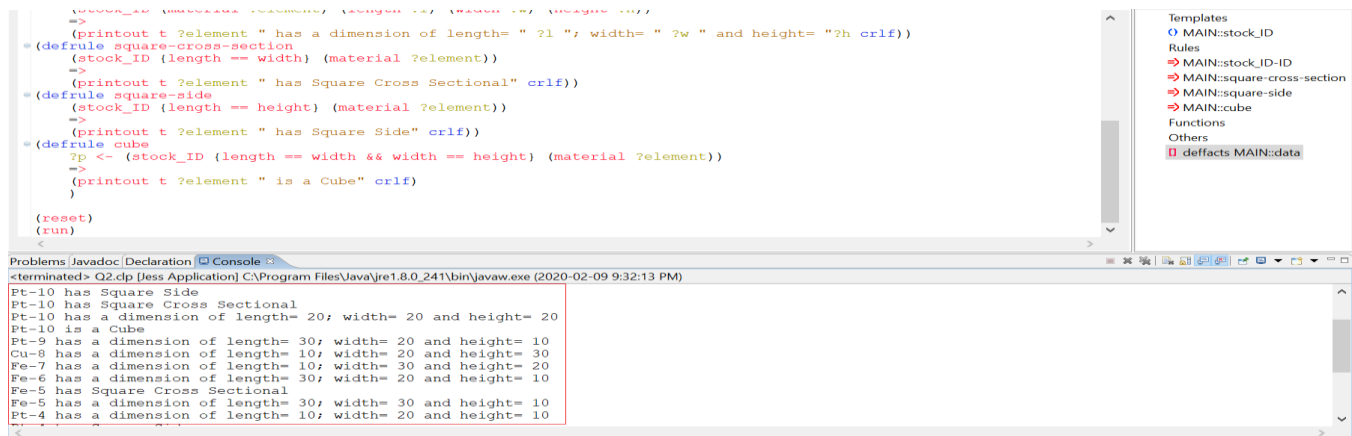 (stock_ID (material ?element) (length ?l) (width ?w) (height ?h))
=>
(printout t ?element " has a dimension of length= " ?l "; width= " ?w " and height= "?h crlf))
(defrule square-cross-section
(stock_ID {length == width} (material ?element))
=>
(printout t ?element " has Square Cross Sectional" crlf))
(defrule square-side
(stock_ID {length == height} (material ?element))
=>
(printout t ?element " has Square Side" crlf))
(defrule cube
?p <- (stock_ID {length == width && width == height} (material ?element))
=>
(printout t ?element " is a Cube" crlf)
)
(reset)
(run)
Templates
MAIN::stock_ID
Rules
MAIN::stock_ID-ID
MAIN::square-cross-section
MAIN::square-side
MAIN::cube
Functions
Others
deffacts MAIN::data
Problems Javadoc Declaration Console
<terminated> Q2.clp [Jess Application] C:\Program Files\Java\jre1.8.0_241\bin\javaw.exe (2020-02-09 9:32:13 PM)
Pt-10 has Square Side
Pt-10 has Square Cross Sectional
Pt-10 has a dimension of length= 20; width= 20 and height= 20
Pt-10 is a Cube
Pt-9 has a dimension of length= 30; width= 20 and height= 10
Cu-8 has a dimension of length= 10; width= 20 and height= 30
Fe-7 has a dimension of length= 10; width= 30 and height= 20
Fe-6 has a dimension of length= 30; width= 20 and height= 10
Fe-5 has Square Cross Sectional
Fe-5 has a dimension of length= 30; width= 30 and height= 10
Pt-4 has a dimension of length= 10; width= 20 and height= 10